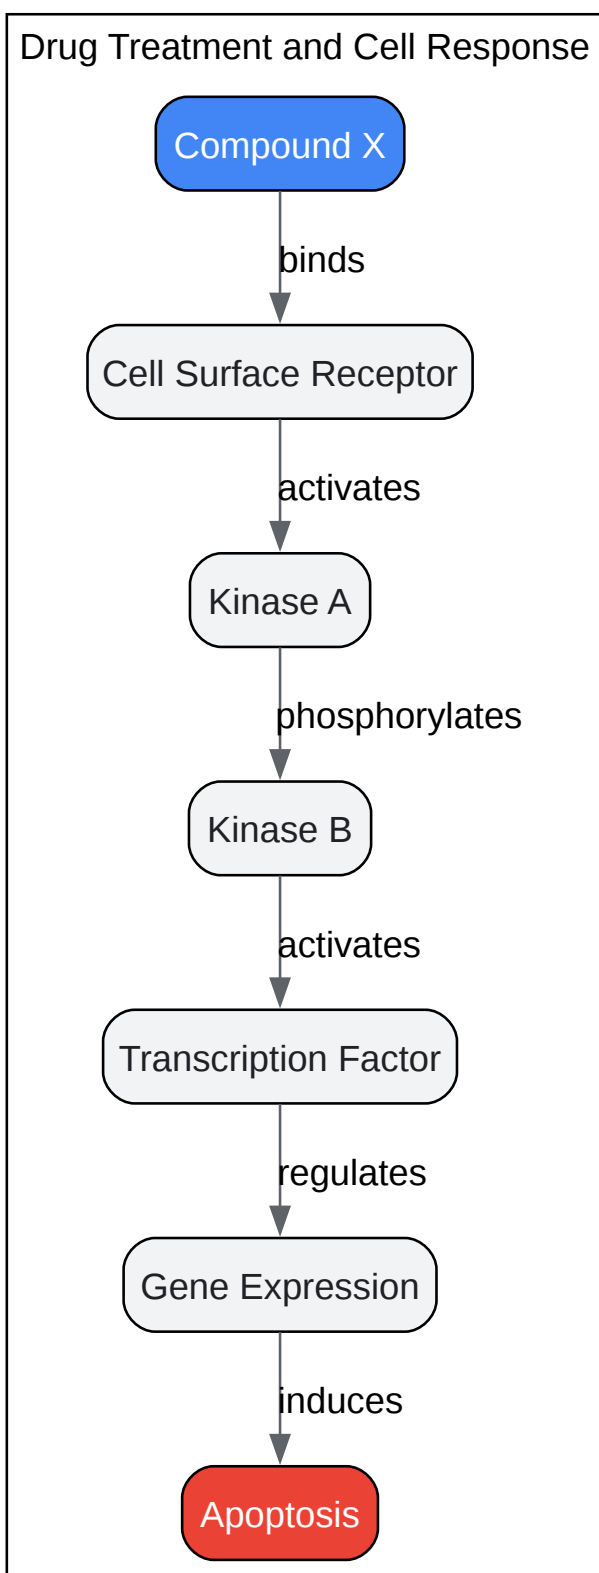 Drug Treatment and Cell Response
Compound X
binds
Cell Surface Receptor
activates
Kinase A
phosphorylates
Kinase B
activates
Transcription Factor
regulates
Gene Expression
induces
Apoptosis